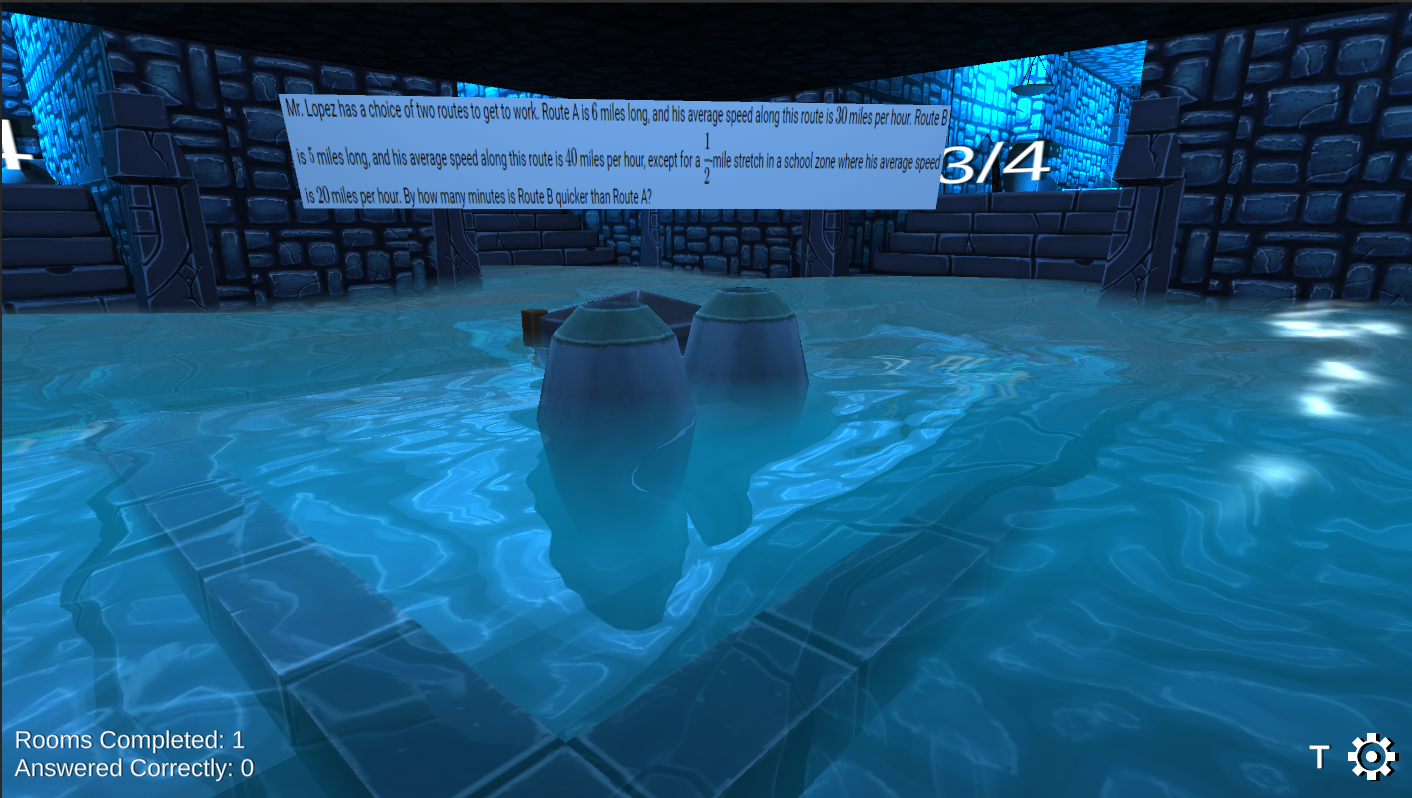 Mr. Lopez has a choice of two routes to get to work. Route A is 6 miles long, and his average speed along this route is 30 miles per hour. Route B
is 5 miles long, and his average speed along this route is 40 miles per hour, except for a 1/2-mile stretch in a school zone where his average speed
is 20 miles per hour. By how many minutes is Route B quicker than Route A?
3/4
Rooms Completed: 1
Answered Correctly: 0
T